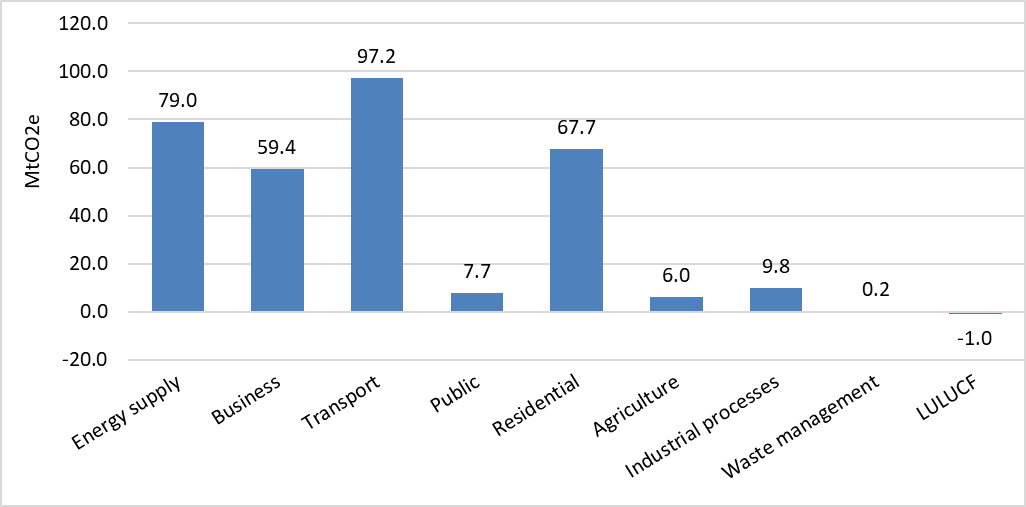 120.0
100.0
80.0
60.0
40.0
20.0
0.0
-20.0
MtCO2e
79.0
59.4
97.2
7.7
67.7
6.0
9.8
0.2
-1.0
Energy supply
Business
Transport
Public
Residential
Agriculture
Industrial processes
Waste management
LULUCF